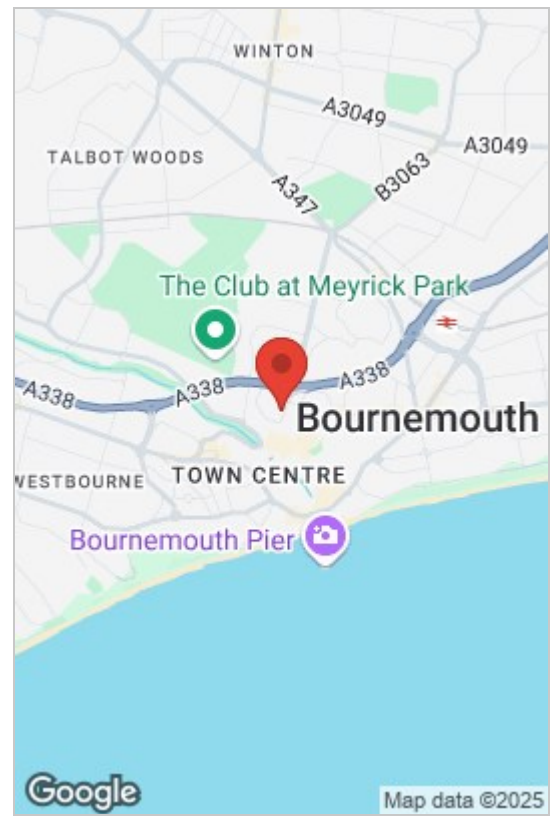 WINTON
A3049
A3049
TALBOT WOODS
B3063
A347
The Club at Meyrick Park
A338
A338
A338
Bournemouth
TOWN CENTRE
WESTBOURNE
Bournemouth Pier
Google
Map data ©2025